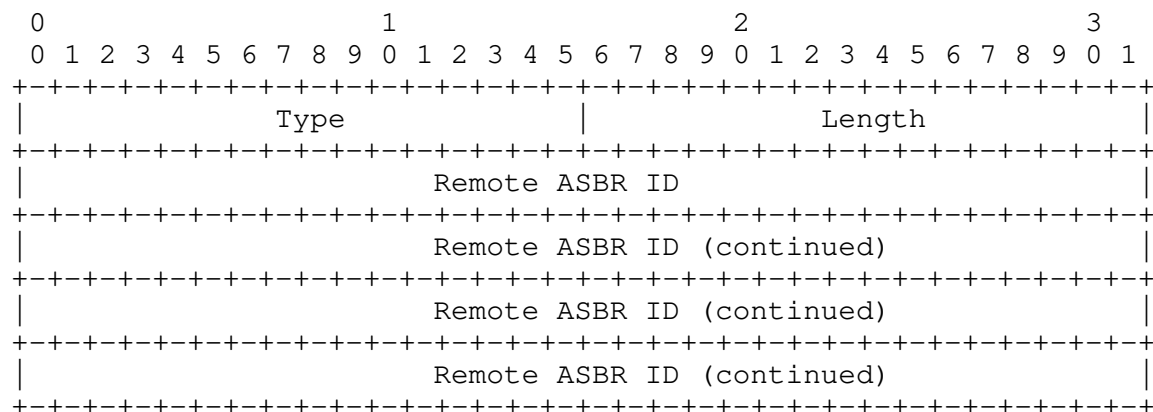 0                   1                   2                   3
 0 1 2 3 4 5 6 7 8 9 0 1 2 3 4 5 6 7 8 9 0 1 2 3 4 5 6 7 8 9 0 1
+-+-+-+-+-+-+-+-+-+-+-+-+-+-+-+-+-+-+-+-+-+-+-+-+-+-+-+-+-+-+-+-+
|              Type             |             Length            |
+-+-+-+-+-+-+-+-+-+-+-+-+-+-+-+-+-+-+-+-+-+-+-+-+-+-+-+-+-+-+-+-+
|                       Remote ASBR ID                          |
+-+-+-+-+-+-+-+-+-+-+-+-+-+-+-+-+-+-+-+-+-+-+-+-+-+-+-+-+-+-+-+-+
|                       Remote ASBR ID (continued)              |
+-+-+-+-+-+-+-+-+-+-+-+-+-+-+-+-+-+-+-+-+-+-+-+-+-+-+-+-+-+-+-+-+
|                       Remote ASBR ID (continued)              |
+-+-+-+-+-+-+-+-+-+-+-+-+-+-+-+-+-+-+-+-+-+-+-+-+-+-+-+-+-+-+-+-+
|                       Remote ASBR ID (continued)              |
+-+-+-+-+-+-+-+-+-+-+-+-+-+-+-+-+-+-+-+-+-+-+-+-+-+-+-+-+-+-+-+-+